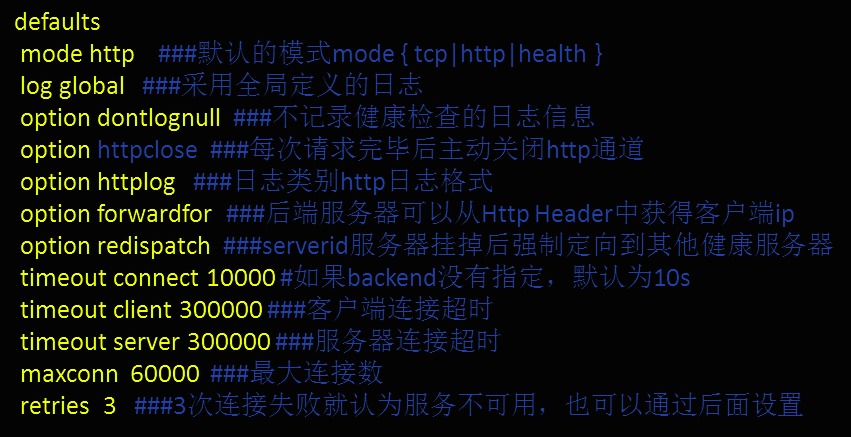 defaults
mode http ###默认的模式mode { tcp|http|health }
log global ###采用全局定义的日志
option dontlognull ###不记录健康检查的日志信息
option httpclose ###每次请求完毕后主动关闭http通道
option httplog ###日志类别http日志格式
option forwardfor ###后端服务器可以从Http Header中获得客户端ip
option redispatch ###serverid服务器挂掉后强制定向到其他健康服务器
timeout connect 10000 #如果backend没有指定，默认为10s
timeout client 300000 ###客户端连接超时
timeout server 300000 ###服务器连接超时
maxconn 60000 ###最大连接数
retries 3 ###3次连接失败就认为服务不可用，也可以通过后面设置